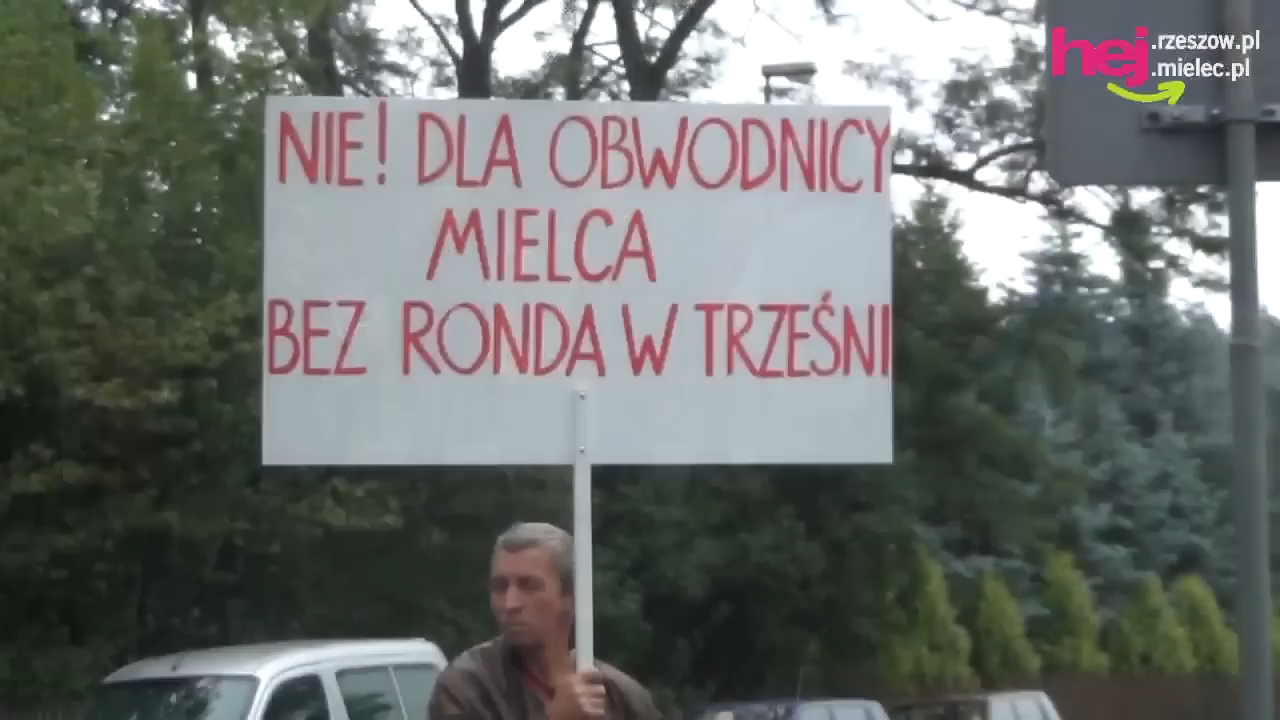 hej .rzeszow.pl
.mielec.pl
NIE! DLA OBWODNICY
MIELCA
BEZ RONDA W TRZEŚNI